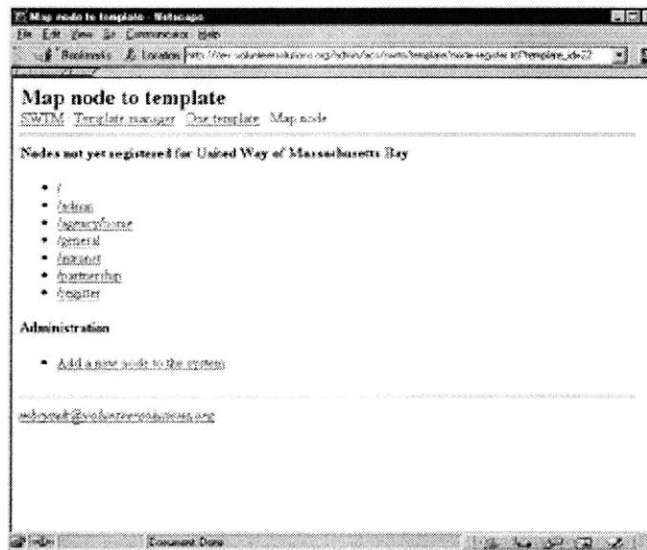 Map node to template - Netscape
File Edit View Go Communicator Help
Bookmarks Location
Map node to template
SWTM Template manager One template Map node
Nodes not yet registered for United Way of Massachusetts Bay
/
/admin
/agency/home
/general
/intranet
/partnership
/register
Administration
Add a new node to the system
Document Done